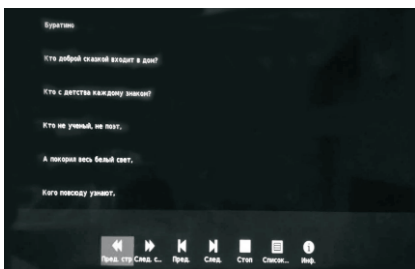 Буратино
Кто доброй сказкой входит в дом?
Кто с детства каждому знаком?
Кто не ученый, не поэт,
А покорил весь белый свет,
Кого повсюду узнают,
Пред. стр След. с... Пред. След. Стоп Список... Инф.